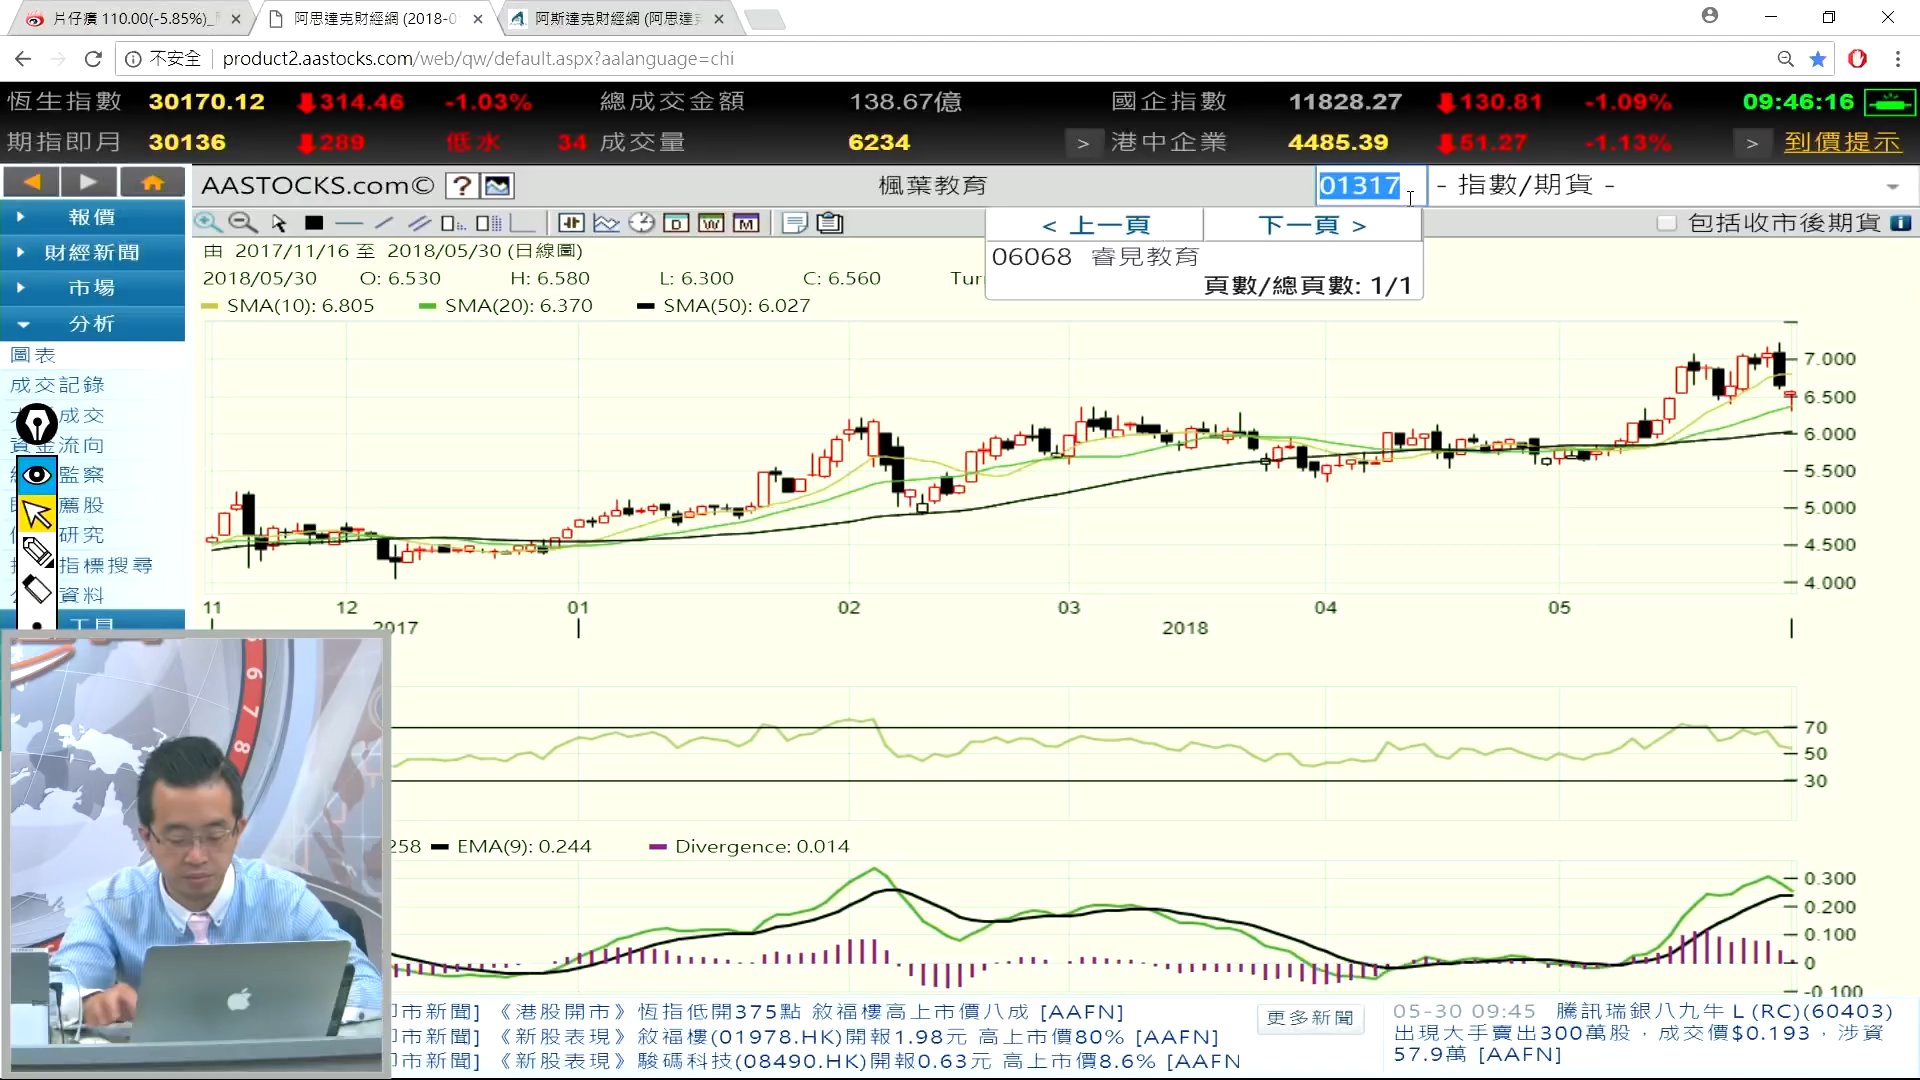 片仔癀 110.00(-5.85%)_
阿思達克財經網 (2018-0
阿斯達克財經網 (阿思達
不安全 product2.aastocks.com/web/qw/default.aspx?aalanguage=chi
恆生指數 30170.12 314.46 -1.03% 總成交金額 138.67億 國企指數 11828.27 130.81 -1.09% 09:46:16
期指即月 30136 289 低水 34 成交量 6234 > 港中企業 4485.39 51.27 -1.13% > 到價提示
AASTOCKS.com© ? 楓葉教育 01317 - 指數/期貨 -
D W M < 上一頁 下一頁 > 包括收市後期貨 i
06068 睿見教育
頁數/總頁數: 1/1
報價
財經新聞
市場
分析
圖表
成交記錄
成交
資金流向
監察
薦股
研究
指標搜尋
資料
工具
由 2017/11/16 至 2018/05/30 (日線圖)
2018/05/30 O: 6.530 H: 6.580 L: 6.300 C: 6.560 Tur
SMA(10): 6.805 SMA(20): 6.370 SMA(50): 6.027
7.000
6.500
6.000
5.500
5.000
4.500
4.000
11 12 01 02 03 04 05
2017 2018
70
50
30
258 EMA(9): 0.244 Divergence: 0.014
0.300
0.200
0.100
0
-0.100
6
7
8
市新聞] 《港股開市》恆指低開375點 敘福樓高上市價八成 [AAFN]
市新聞] 《新股表現》敘福樓(01978.HK)開報1.98元 高上市價80% [AAFN]
市新聞] 《新股表現》駿碼科技(08490.HK)開報0.63元 高上市價8.6% [AAFN
更多新聞
05-30 09:45 騰訊瑞銀八九牛 L (RC)(60403)
出現大手賣出300萬股，成交價$0.193，涉資
57.9萬 [AAFN]